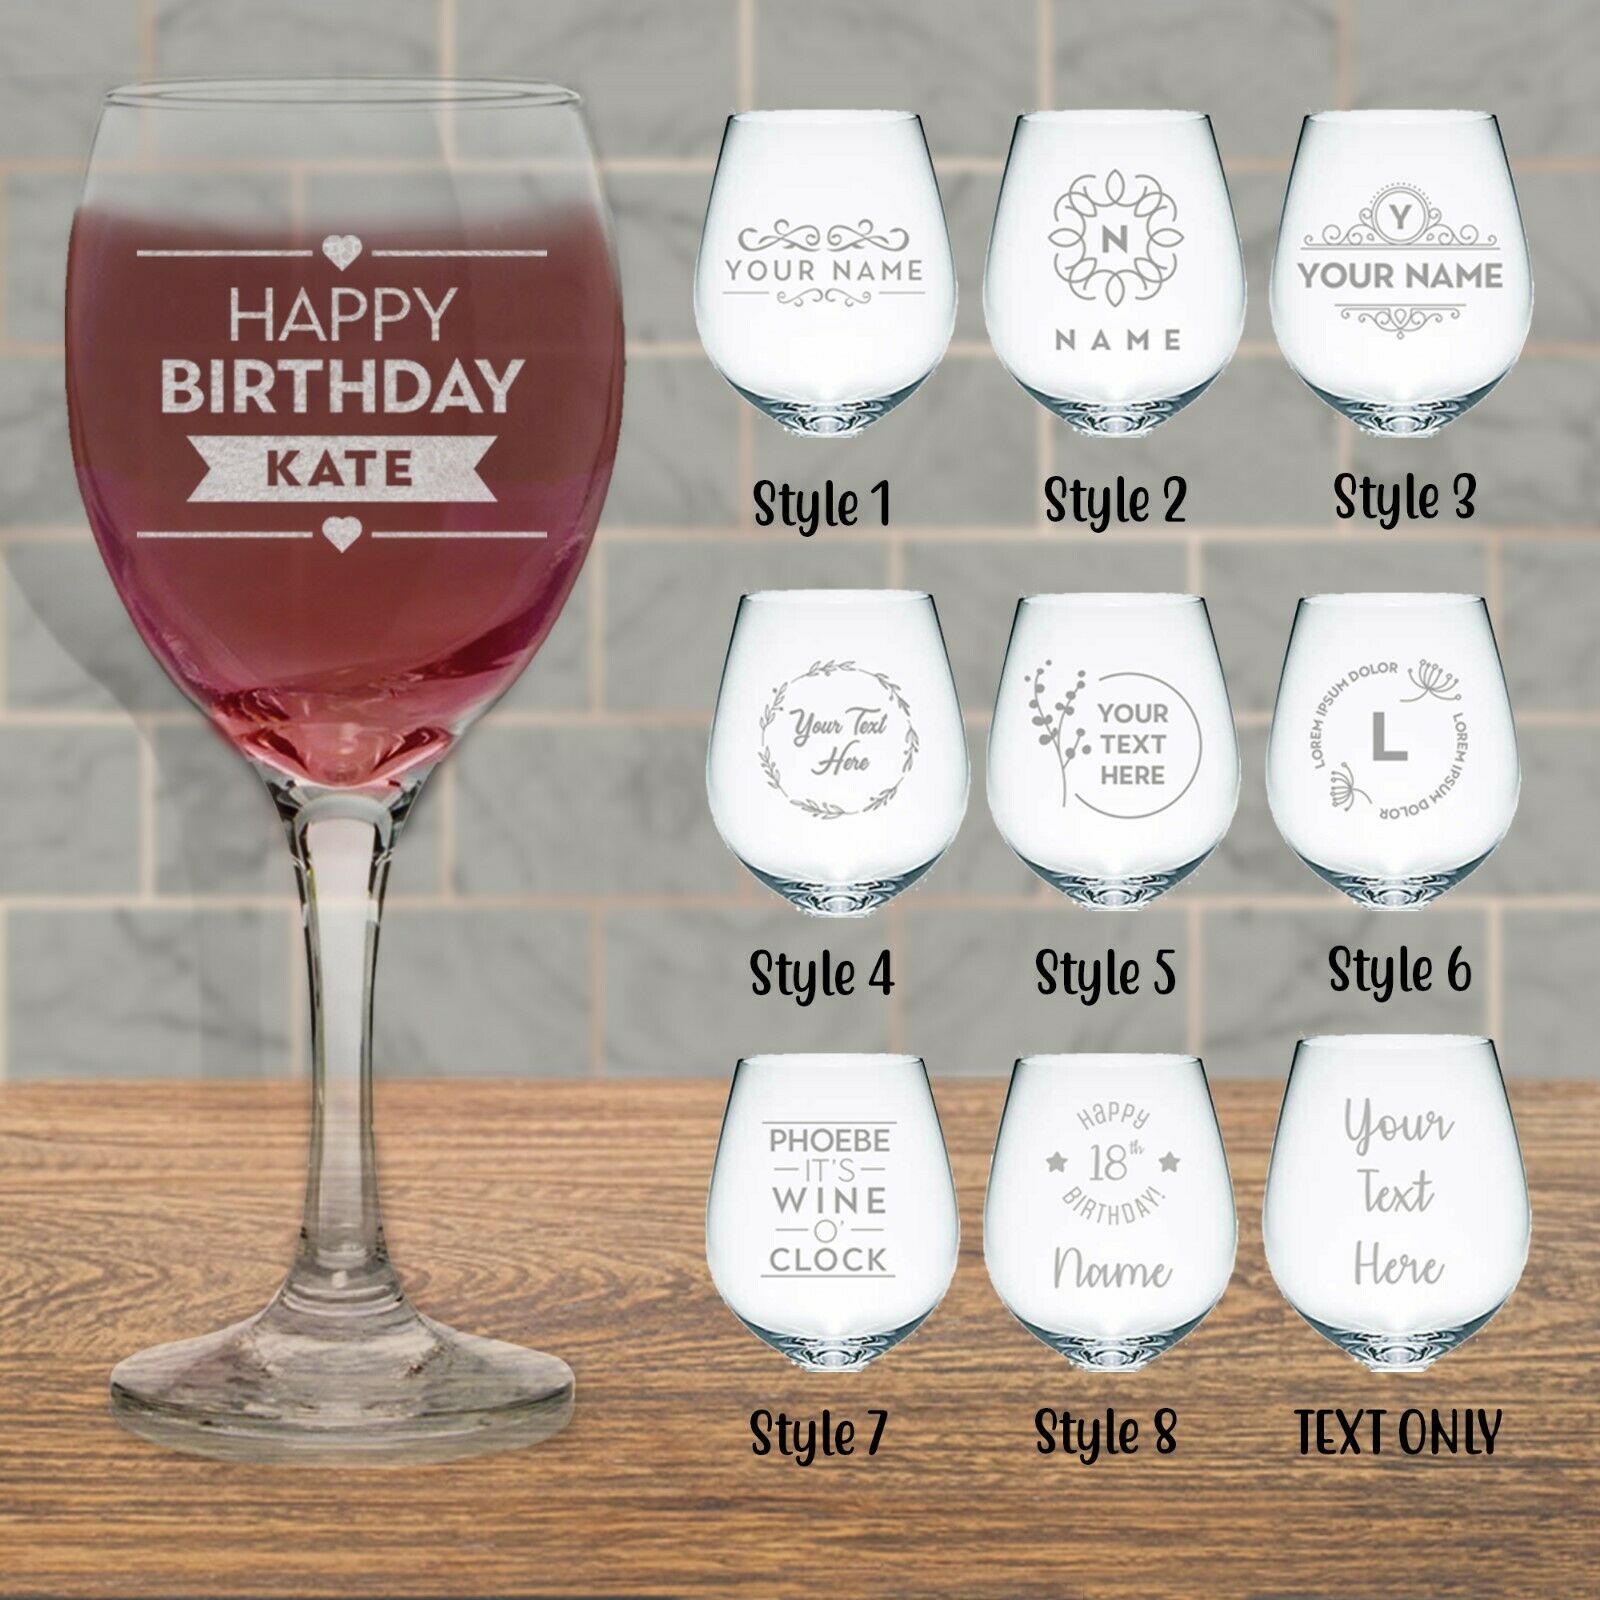 HAPPY
BIRTHDAY
KATE
YOUR NAME
Style 1
N
NAME
Style 2
Y
YOUR NAME
Style 3
Your Text
Here
Style 4
YOUR
TEXT
HERE
Style 5
LOREM IPSUM DOLOR
L
LOREM IPSUM DOLOR
Style 6
PHOEBE
IT'S
WINE
O'
CLOCK
Style 7
HAPPY
18th
BIRTHDAY!
Name
Style 8
Your
Text
Here
TEXT ONLY